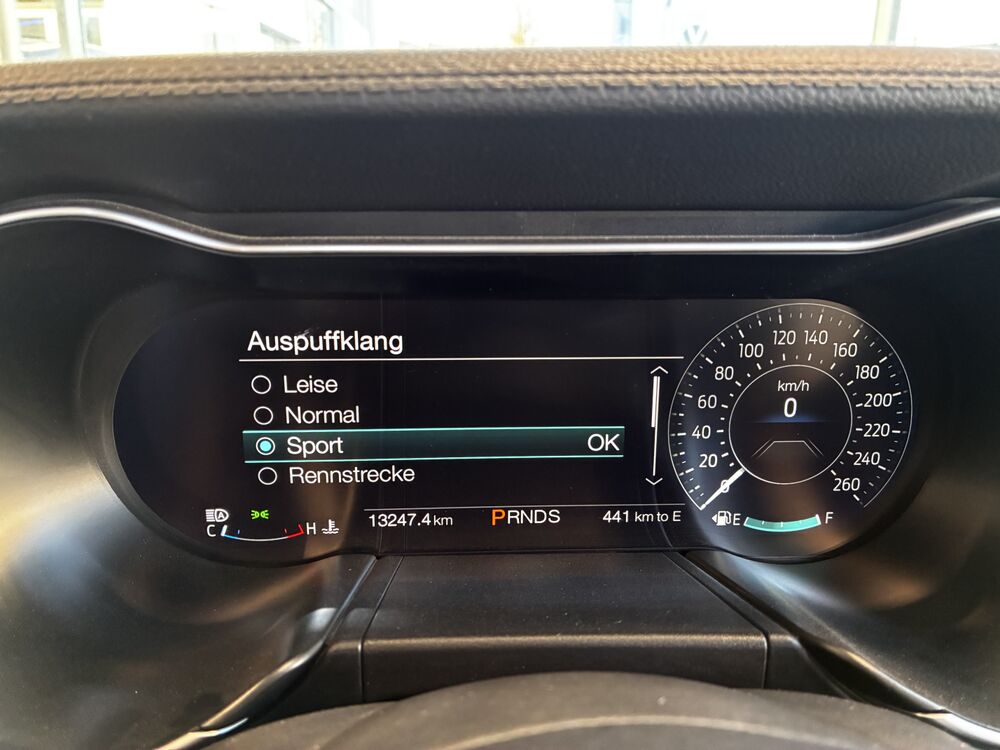 Auspuffklang
Leise
Normal
Sport OK
Rennstrecke
13247.4 km PRNDS 441 km to E
C H
A
0 20 40 60 80 100 120 140 160 180 200 220 240 260
km/h
0
E F